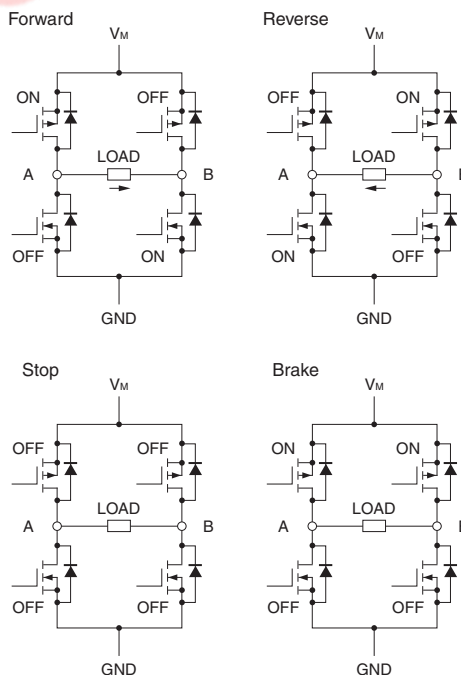 Forward
VM
ON
OFF
A
LOAD
B
OFF
ON
GND
Reverse
VM
OFF
ON
A
LOAD
ON
OFF
GND
Stop
VM
OFF
OFF
A
LOAD
B
OFF
OFF
GND
Brake
VM
ON
ON
A
LOAD
OFF
OFF
GND